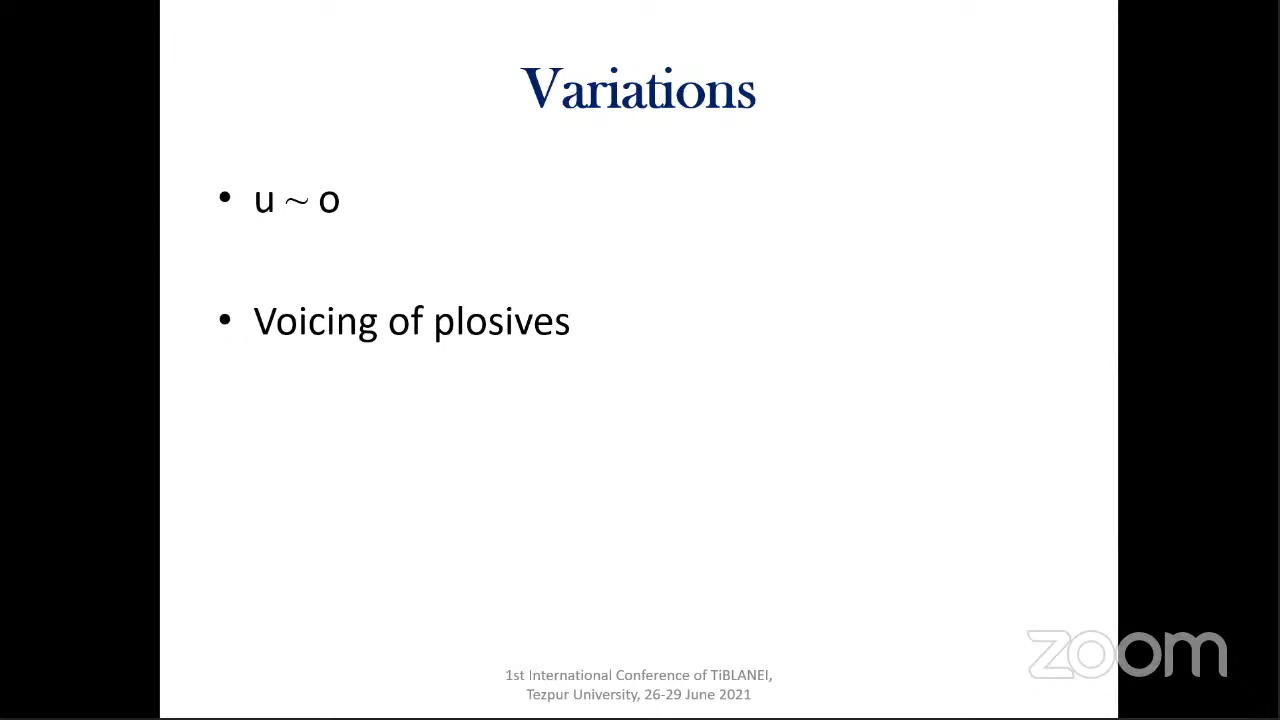 Variations
• u ~ o
• Voicing of plosives
1st International Conference of TiBLANEI,
Tezpur University, 26-29 June 2021
zoom